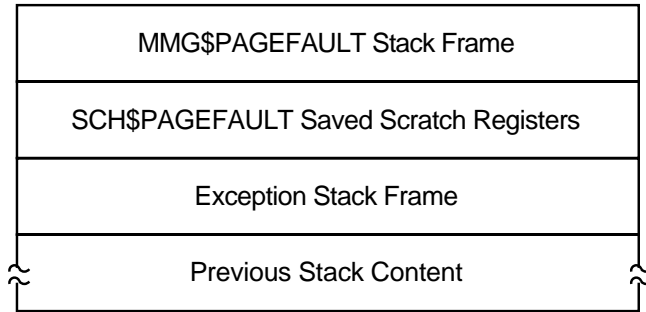 MMG$PAGEFAULT Stack Frame
SCH$PAGEFAULT Saved Scratch Registers
Exception Stack Frame
Previous Stack Content